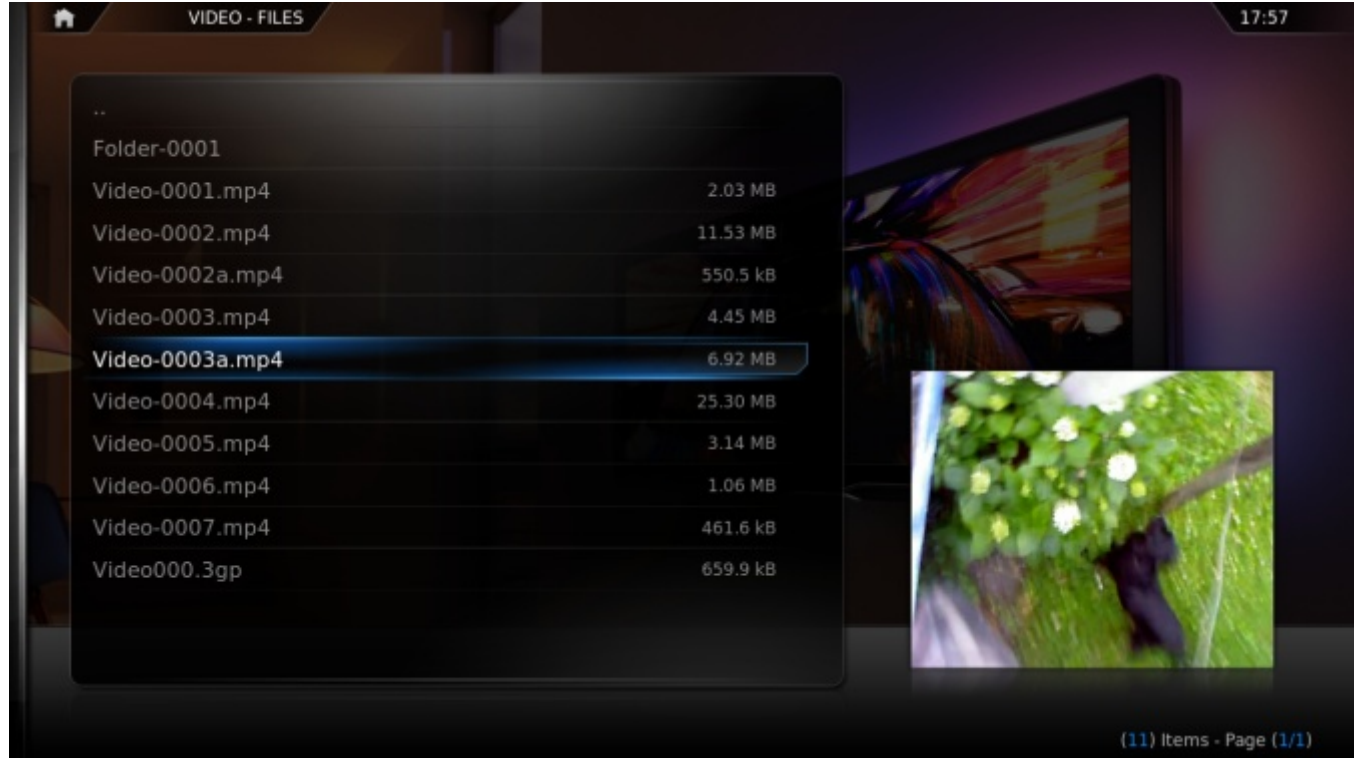 VIDEO - FILES 17:57
..
Folder-0001
Video-0001.mp4 2.03 MB
Video-0002.mp4 11.53 MB
Video-0002a.mp4 550.5 kB
Video-0003.mp4 4.45 MB
Video-0003a.mp4 6.92 MB
Video-0004.mp4 25.30 MB
Video-0005.mp4 3.14 MB
Video-0006.mp4 1.06 MB
Video-0007.mp4 461.6 kB
Video000.3gp 659.9 kB
(11) Items - Page (1/1)